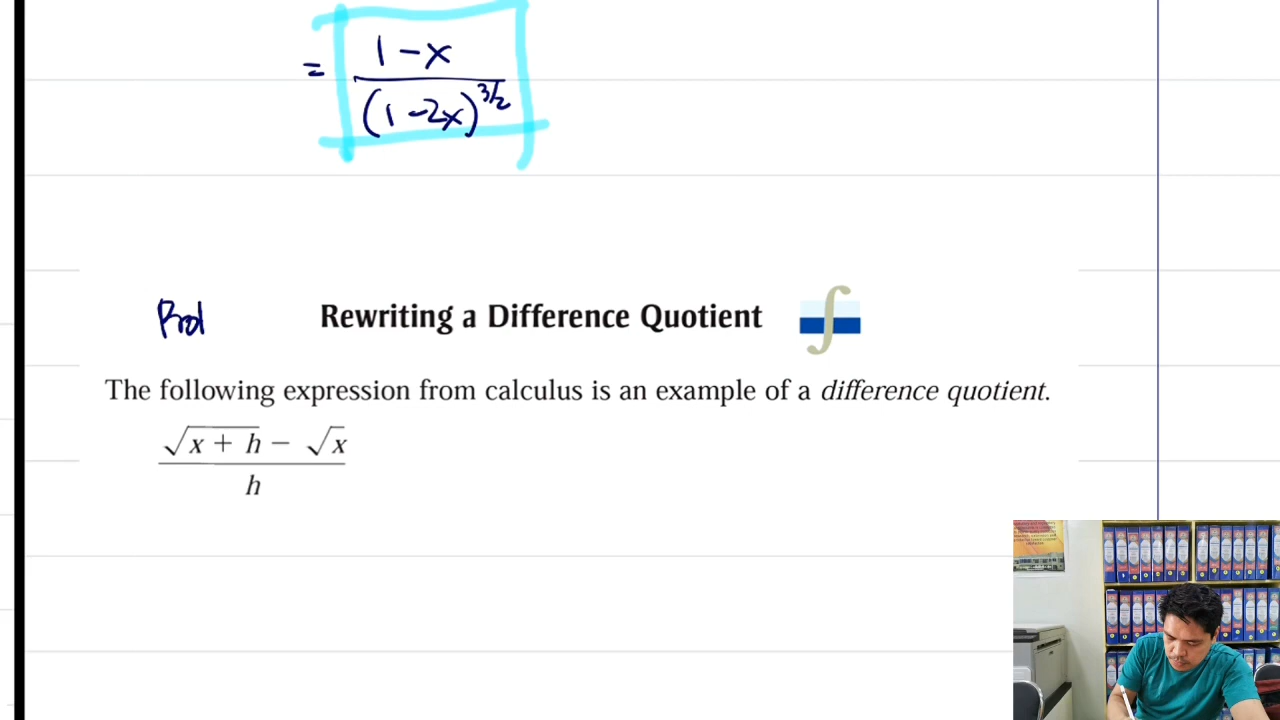 = 1-x
(1-2x)^3/2
Prob Rewriting a Difference Quotient ∫
The following expression from calculus is an example of a difference quotient.
√x + h − √x
h